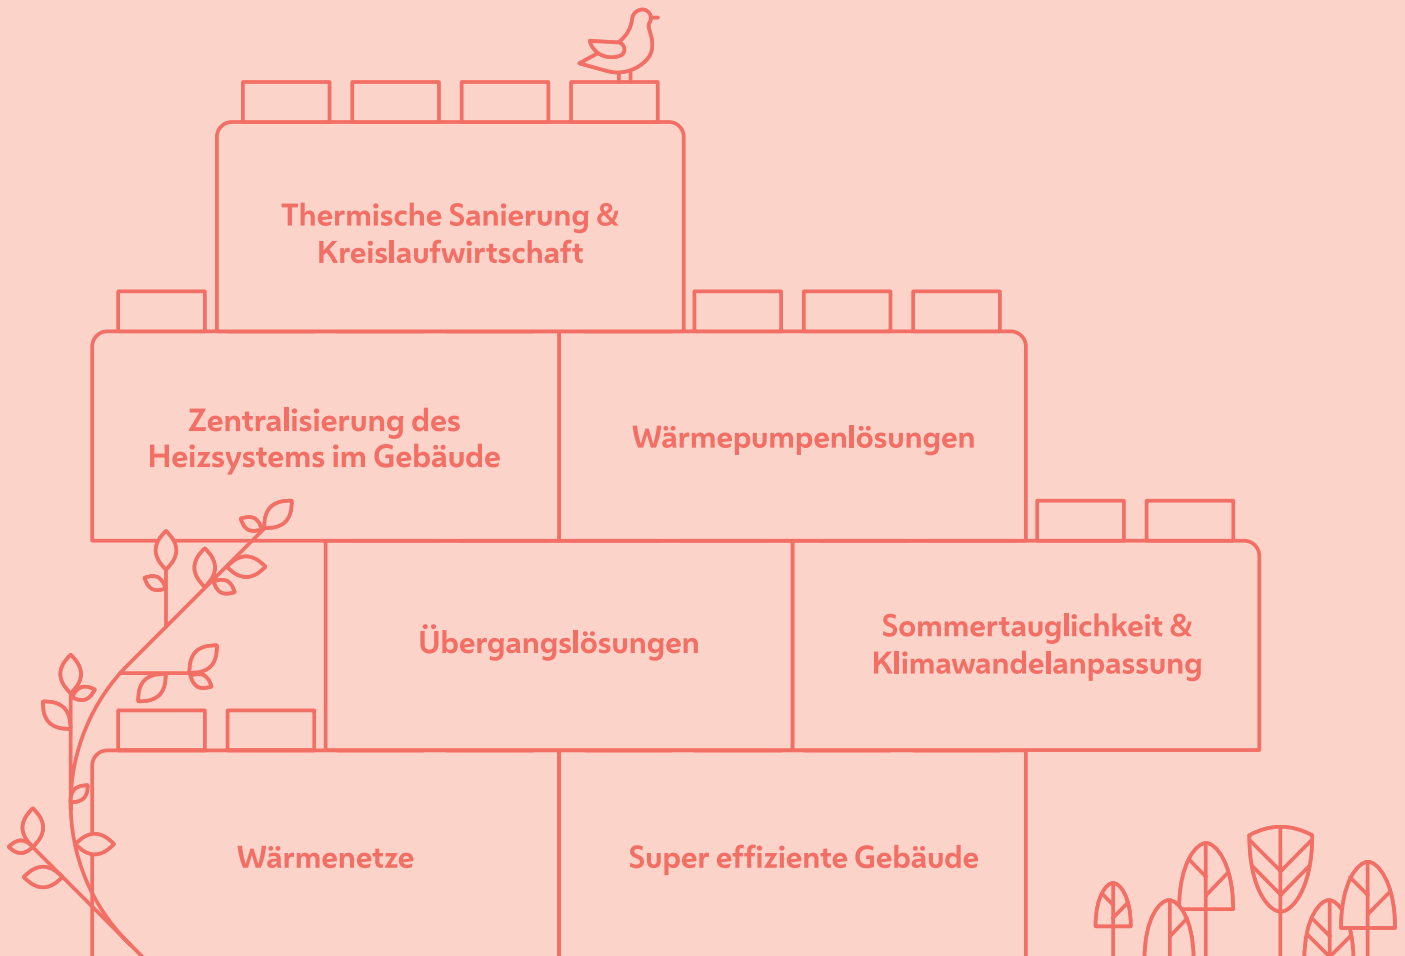 Thermische Sanierung &
Kreislaufwirtschaft
Zentralisierung des
Heizsystems im Gebäude
Wärmepumpenlösungen
Übergangslösungen
Sommertauglichkeit &
Klimawandelanpassung
Wärmenetze
Super effiziente Gebäude